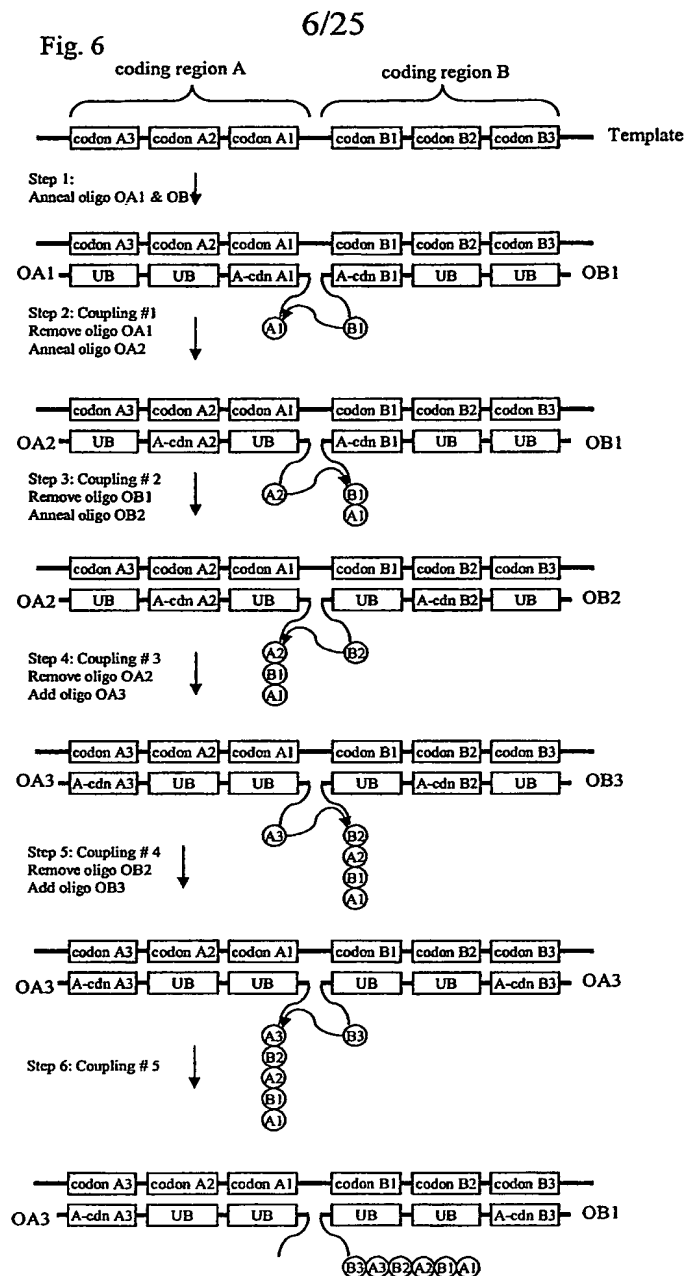 6/25
Fig. 6
coding region A coding region B
codon A3 codon A2 codon A1 codon B1 codon B2 codon B3 Template
Step 1:
Anneal oligo OA1 & OB
codon A3 codon A2 codon A1 codon B1 codon B2 codon B3
OA1 UB UB A-cdn A1 A-cdn B1 UB UB OB1
Step 2: Coupling #1
Remove oligo OA1
Anneal oligo OA2
A1 B1
codon A3 codon A2 codon A1 codon B1 codon B2 codon B3
OA2 UB A-cdn A2 UB A-cdn B1 UB UB OB1
Step 3: Coupling # 2
Remove oligo OB1
Anneal oligo OB2
A2 B1
A1
codon A3 codon A2 codon A1 codon B1 codon B2 codon B3
OA2 UB A-cdn A2 UB UB A-cdn B2 UB OB2
Step 4: Coupling # 3
Remove oligo OA2
Add oligo OA3
A2 B2
B1
A1
codon A3 codon A2 codon A1 codon B1 codon B2 codon B3
OA3 A-cdn A3 UB UB UB A-cdn B2 UB OB3
Step 5: Coupling # 4
Remove oligo OB2
Add oligo OB3
A3 B2
A2
B1
A1
codon A3 codon A2 codon A1 codon B1 codon B2 codon B3
OA3 A-cdn A3 UB UB UB UB A-cdn B3 OA3
Step 6: Coupling # 5
A3 B3
B2
A2
B1
A1
codon A3 codon A2 codon A1 codon B1 codon B2 codon B3
OA3 A-cdn A3 UB UB UB UB A-cdn B3 OB1
B3 A3 B2 A2 B1 A1